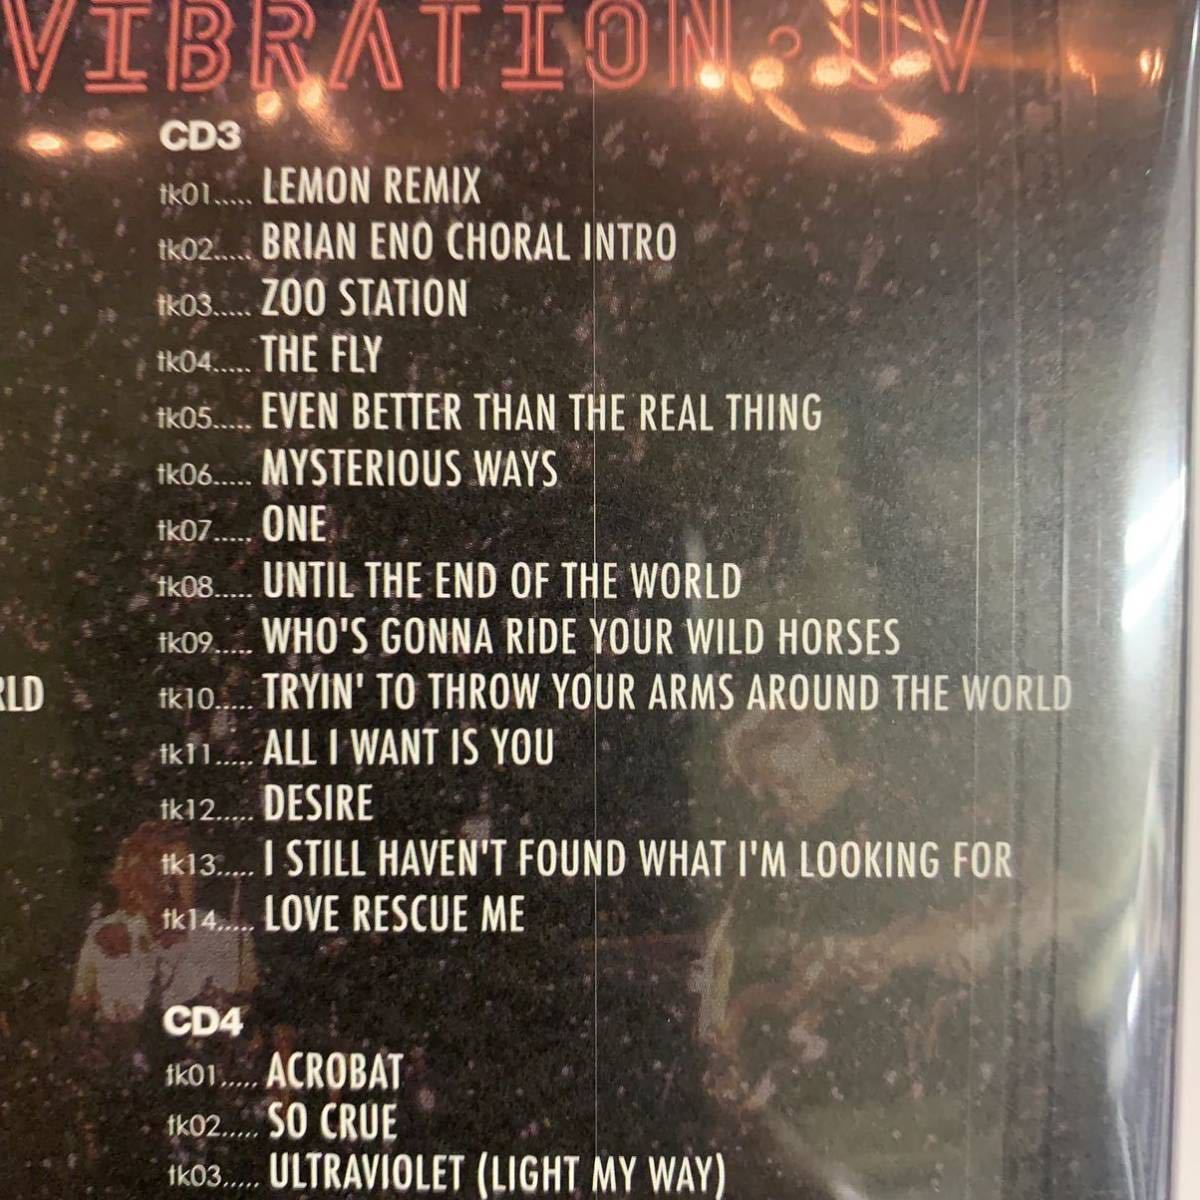 VIBRATION · UV
CD3
tk01..... LEMON REMIX
tk02..... BRIAN ENO CHORAL INTRO
tk03..... ZOO STATION
tk04..... THE FLY
tk05..... EVEN BETTER THAN THE REAL THING
tk06..... MYSTERIOUS WAYS
tk07..... ONE
tk08..... UNTIL THE END OF THE WORLD
tk09..... WHO'S GONNA RIDE YOUR WILD HORSES
RLD
tk10..... TRYIN' TO THROW YOUR ARMS AROUND THE WORLD
tk11..... ALL I WANT IS YOU
tk12..... DESIRE
tk13..... I STILL HAVEN'T FOUND WHAT I'M LOOKING FOR
tk14..... LOVE RESCUE ME
CD4
tk01..... ACROBAT
tk02..... SO CRUE
tk03..... ULTRAVIOLET (LIGHT MY WAY)